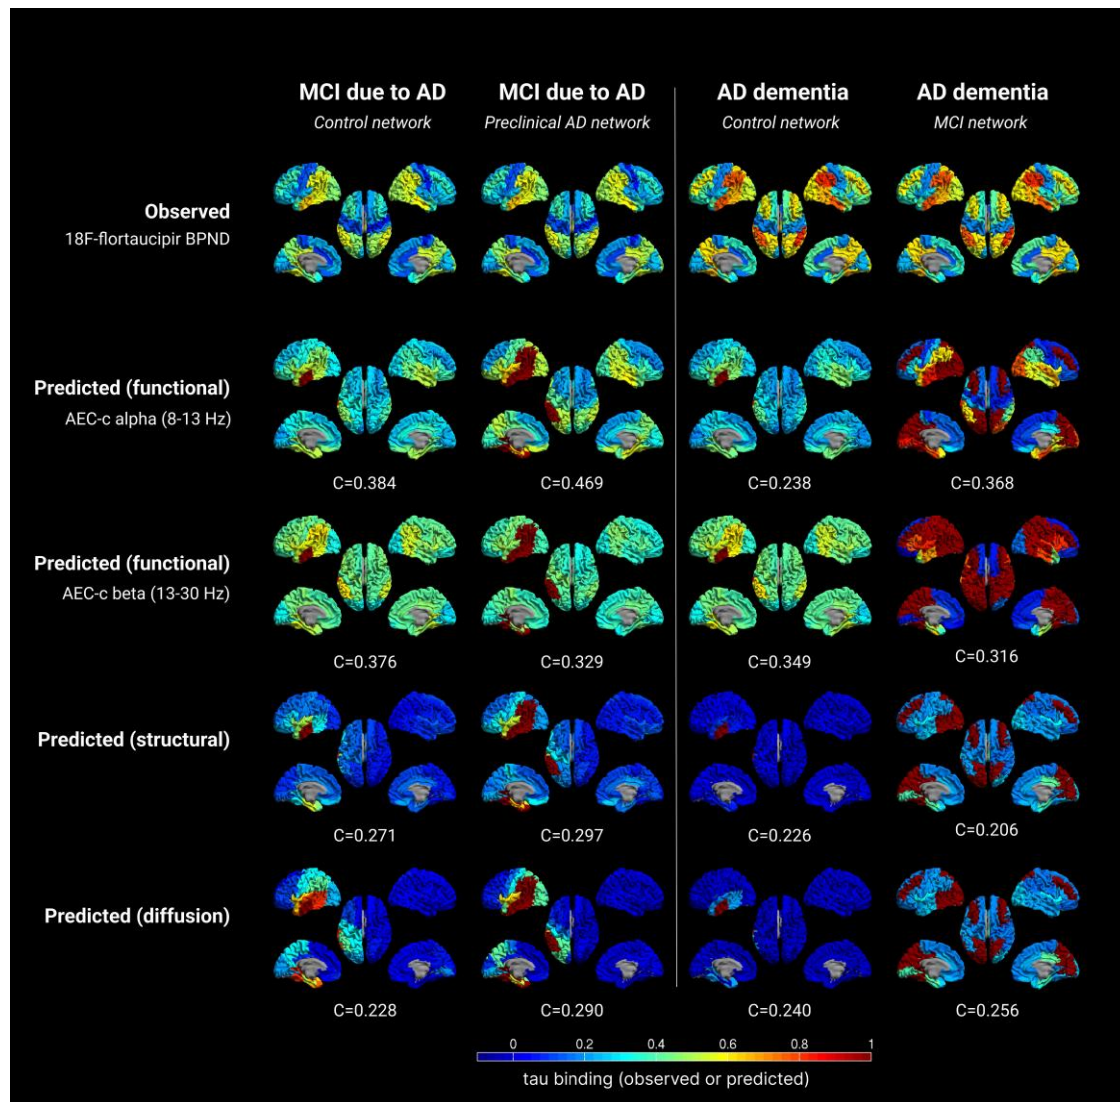 MCI due to AD
Control network
MCI due to AD
Preclinical AD network
AD dementia
Control network
AD dementia
MCI network
Observed
18F-flortaucipir BPND
Predicted (functional)
AEC-c alpha (8-13 Hz)
C=0.384
C=0.469
C=0.238
C=0.368
Predicted (functional)
AEC-c beta (13-30 Hz)
C=0.376
C=0.329
C=0.349
C=0.316
Predicted (structural)
C=0.271
C=0.297
C=0.226
C=0.206
Predicted (diffusion)
C=0.228
C=0.290
C=0.240
C=0.256
0 0.2 0.4 0.6 0.8 1
tau binding (observed or predicted)